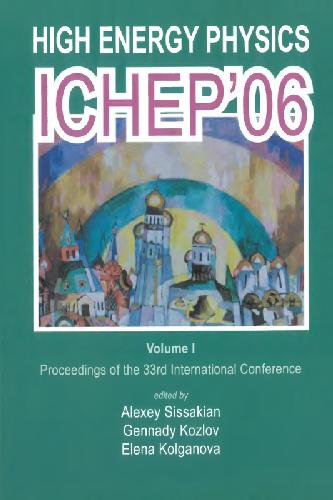 HIGH ENERGY PHYSICS
ICHEP'06
Volume I
Proceedings of the 33rd International Conference
edited by
Alexey Sissakian
Gennady Kozlov
Elena Kolganova